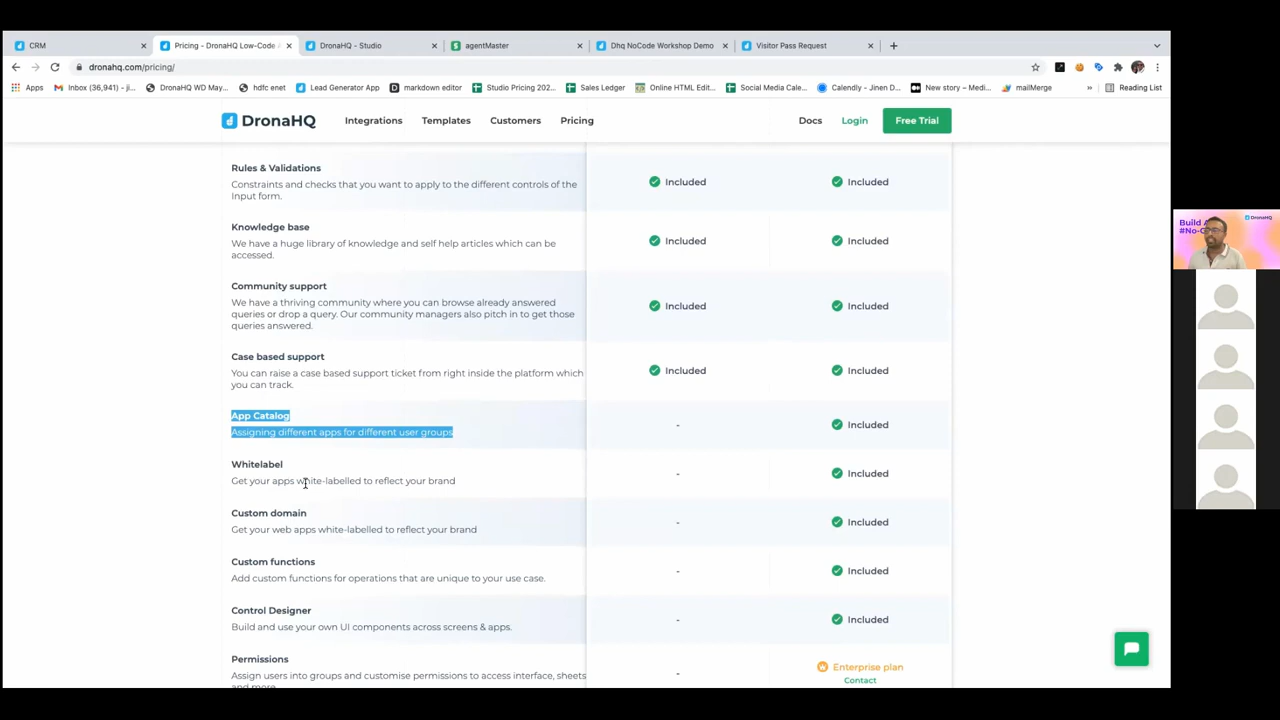 CRM
Pricing - DronaHQ Low-Code
DronaHQ - Studio
agentMaster
Dhq NoCode Workshop Demo
Visitor Pass Request
dronahq.com/pricing/
Apps
Inbox (36,941) - ji...
DronaHQ WD May...
hdfc enet
Lead Generator App
markdown editor
Studio Pricing 202...
Sales Ledger
Online HTML Edit...
Social Media Cale...
Calendly - Jinen D...
New story – Medi...
mailMerge
»
Reading List
DronaHQ
Integrations
Templates
Customers
Pricing
Docs
Login
Free Trial
Rules & Validations
Constraints and checks that you want to apply to the different controls of the
Input form.
Included
Included
Knowledge base
We have a huge library of knowledge and self help articles which can be
accessed.
Included
Included
Community support
We have a thriving community where you can browse already answered
queries or drop a query. Our community managers also pitch in to get those
queries answered.
Included
Included
Case based support
You can raise a case based support ticket from right inside the platform which
you can track.
Included
Included
App Catalog
Assigning different apps for different user groups
-
Included
Whitelabel
Get your apps white-labelled to reflect your brand
-
Included
Custom domain
Get your web apps white-labelled to reflect your brand
-
Included
Custom functions
Add custom functions for operations that are unique to your use case.
-
Included
Control Designer
Build and use your own UI components across screens & apps.
-
Included
Permissions
Assign users into groups and customise permissions to access interface, sheets
and more
-
Enterprise plan
Contact
DronaHQ